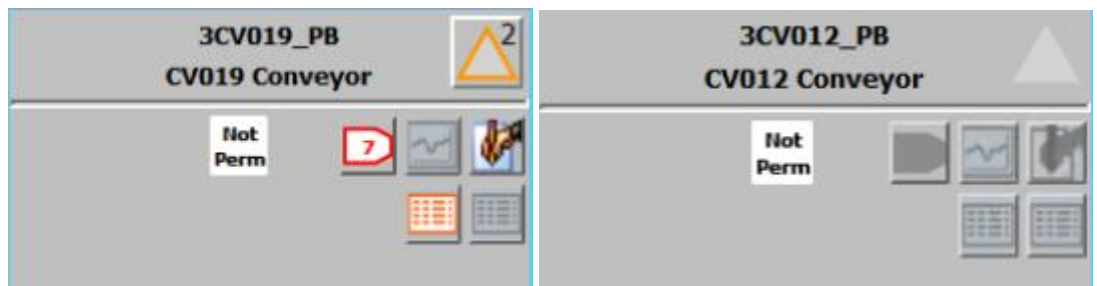 3CV019_PB
2
CV019 Conveyor
Not
Perm
7
3CV012_PB
CV012 Conveyor
Not
Perm